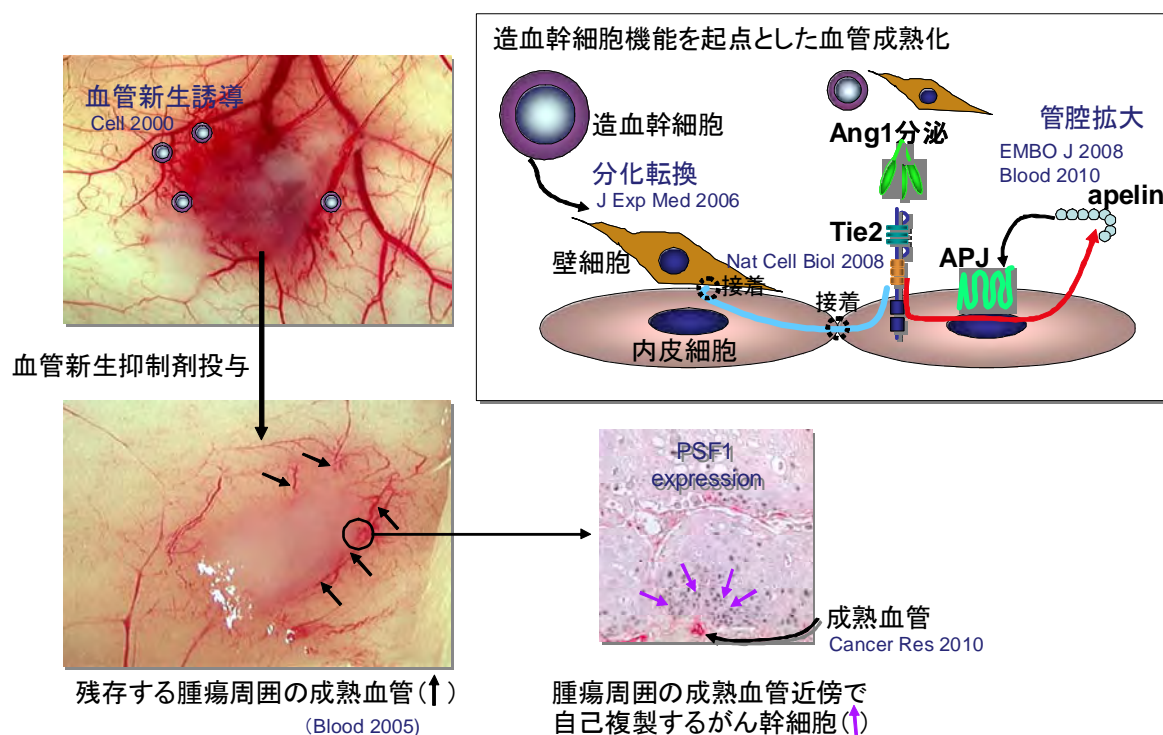 造血幹細胞機能を起点とした血管成熟化
血管新生誘導
Cell 2000
造血幹細胞
分化転換
J Exp Med 2006
壁細胞
接着
接着
内皮細胞
Ang1分泌
Tie2
Nat Cell Biol 2008
管腔拡大
EMBO J 2008
Blood 2010
apelin
APJ
血管新生抑制剤投与
PSF1
expression
成熟血管
Cancer Res 2010
残存する腫瘍周囲の成熟血管(↑)
(Blood 2005)
腫瘍周囲の成熟血管近傍で
自己複製するがん幹細胞(↑)